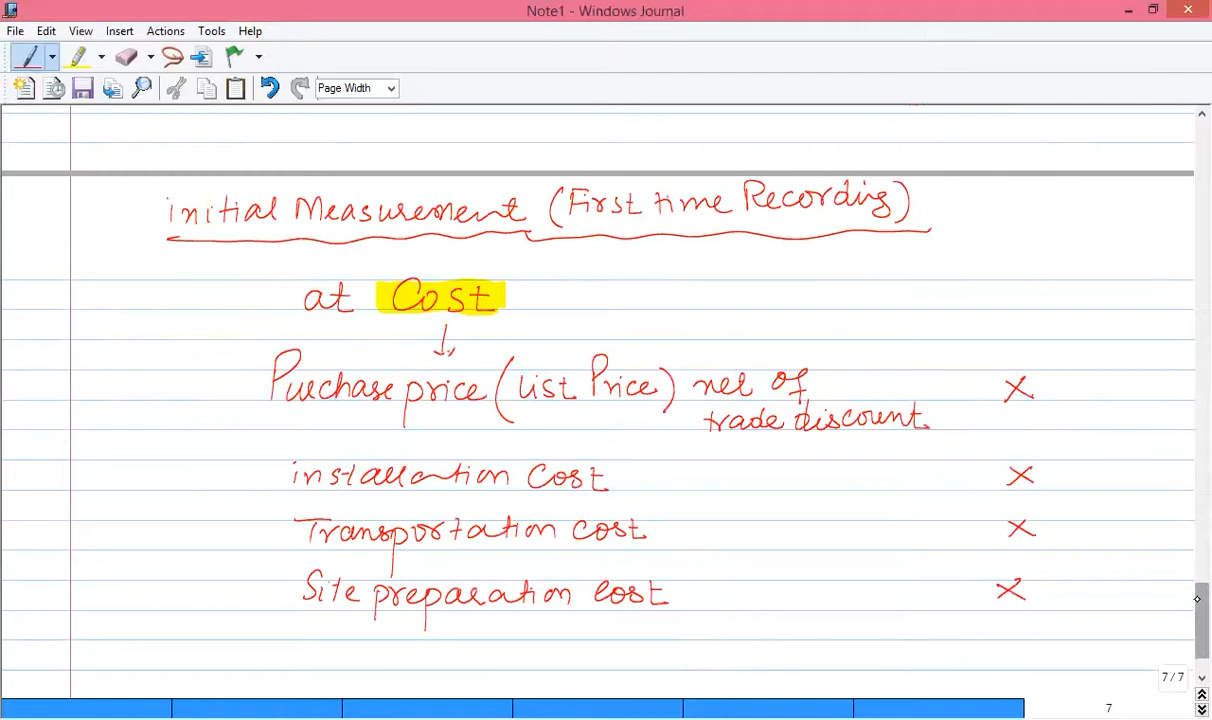 Note1 - Windows Journal
File Edit View Insert Actions Tools Help
Page Width
initial Measurement (First time Recording)
at Cost
Purchase price (List Price) net of X
trade discount
installation Cost X
Transportation cost X
Site preparation cost X
7 / 7
7